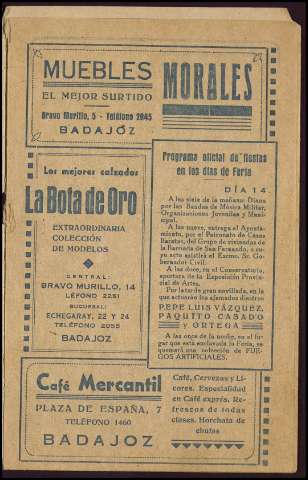 MUEBLES MORALES
EL MEJOR SURTIDO
Bravo Murillo, 5 - Teléfono 2045
BADAJOZ
Los mejores calzados
La Bota de Oro
EXTRAORDINARIA
COLECCIÓN
DE MODELOS
CENTRAL:
BRAVO MURILLO, 14
LÉFONO 2251
SUCURSAL:
ECHEGARAY, 22 Y 24
TELÉFONO 2055
BADAJOZ
Programa oficial de fiestas
en los días de Feria
DÍA 14
A las siete de la mañana: Diana
por las Bandas de Música Militar,
Organizaciones Juveniles y Muni-
cipal.
A las nueve, entrega el Ayunta-
miento, por el Patronato de Casas
Baratas, del Grupo de viviendas de
la Barriada de San Fernando, a cu-
yo acto asistirá el Excmo. Sr. Go-
bernador Civil.
A las doce, en el Conservatorio,
apertura de la Exposición Provin-
cial de Artes.
Por la tarde gran novillada, en la
que actuarán los afamados diestros
PEPE LUIS VÁZQUEZ,
PAQUITO CASADO
y ORTEGA
A las once de la noche, en el lu-
gar que está enclavada la Feria, se
quemará una colección de FUE-
GOS ARTIFICIALES.
Café Mercantil
PLAZA DE ESPAÑA, 7
TELÉFONO 1460
BADAJOZ
Café, Cervezas y Li-
cores. Especialidad
en Café exprés. Re-
frescos de todas
clases. Horchata de
chufas